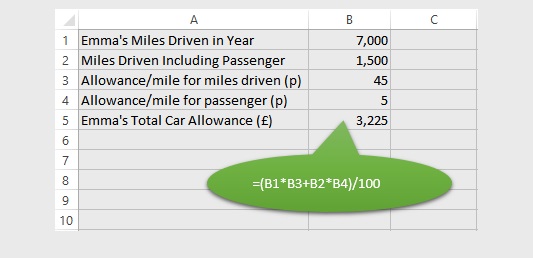 A B C
1 Emma's Miles Driven in Year 7,000
2 Miles Driven Including Passenger 1,500
3 Allowance/mile for miles driven (p) 45
4 Allowance/mile for passenger (p) 5
5 Emma's Total Car Allowance (£) 3,225
6
7
8
=(B1*B3+B2*B4)/100
9
10